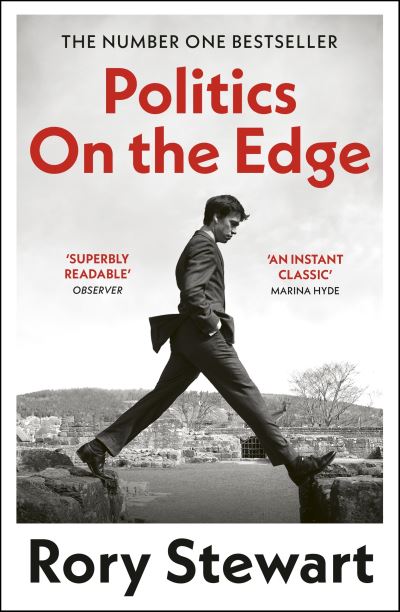 THE NUMBER ONE BESTSELLER
Politics
On the Edge
‘SUPERBLY
READABLE’
OBSERVER
‘AN INSTANT
CLASSIC’
MARINA HYDE
Rory Stewart